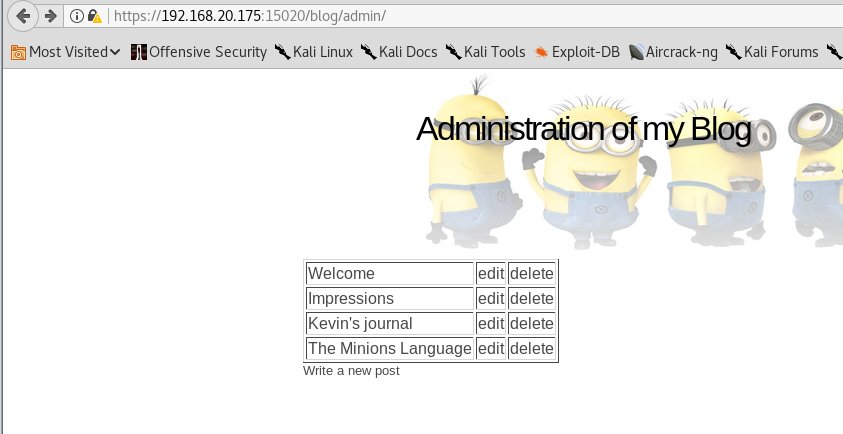 https://192.168.20.175:15020/blog/admin/
Most Visited Offensive Security Kali Linux Kali Docs Kali Tools Exploit-DB Aircrack-ng Kali Forums
Administration of my Blog
Welcome edit delete
Impressions edit delete
Kevin's journal edit delete
The Minions Language edit delete
Write a new post